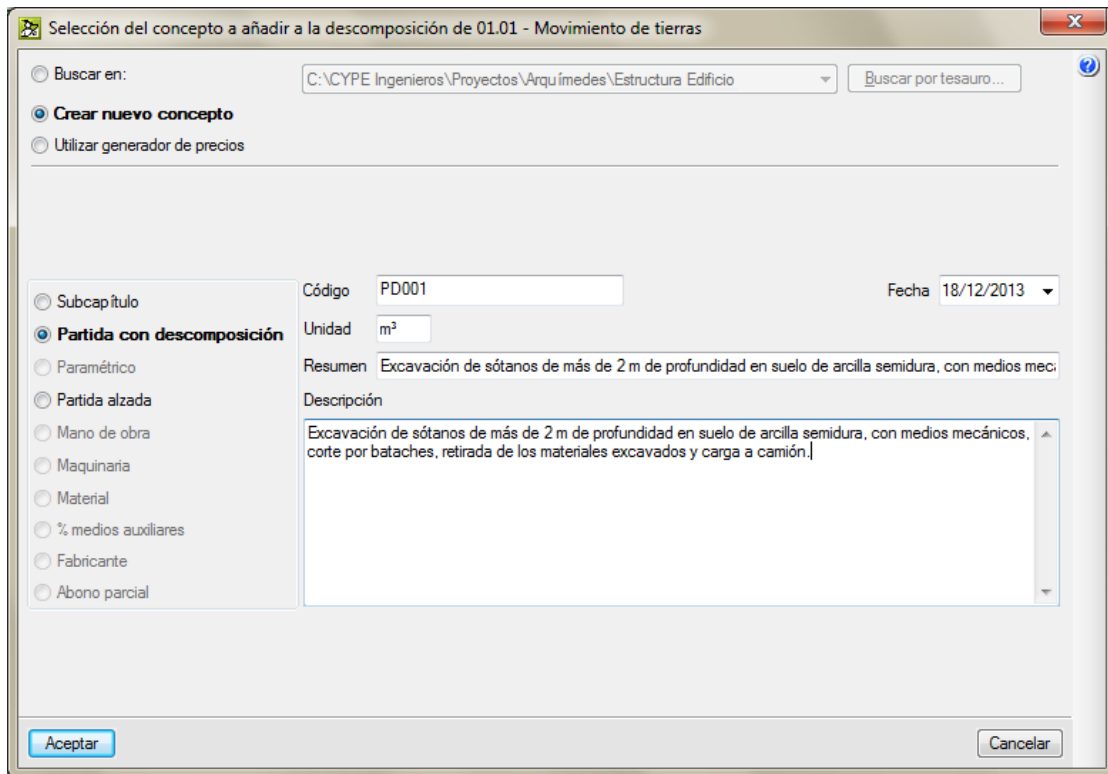 Selección del concepto a añadir a la descomposición de 01.01 - Movimiento de tierras
Buscar en:
C:\CYPE Ingenieros\Proyectos\Arquímedes\Estructura Edificio
Buscar por tesauro...
Crear nuevo concepto
Utilizar generador de precios
Subcapítulo
Partida con descomposición
Paramétrico
Partida alzada
Mano de obra
Maquinaria
Material
% medios auxiliares
Fabricante
Abono parcial
Código PD001
Fecha 18/12/2013
Unidad m³
Resumen Excavación de sótanos de más de 2 m de profundidad en suelo de arcilla semidura, con medios mecá
Descripción
Excavación de sótanos de más de 2 m de profundidad en suelo de arcilla semidura, con medios mecánicos,
corte por bataches, retirada de los materiales excavados y carga a camión.
Aceptar
Cancelar